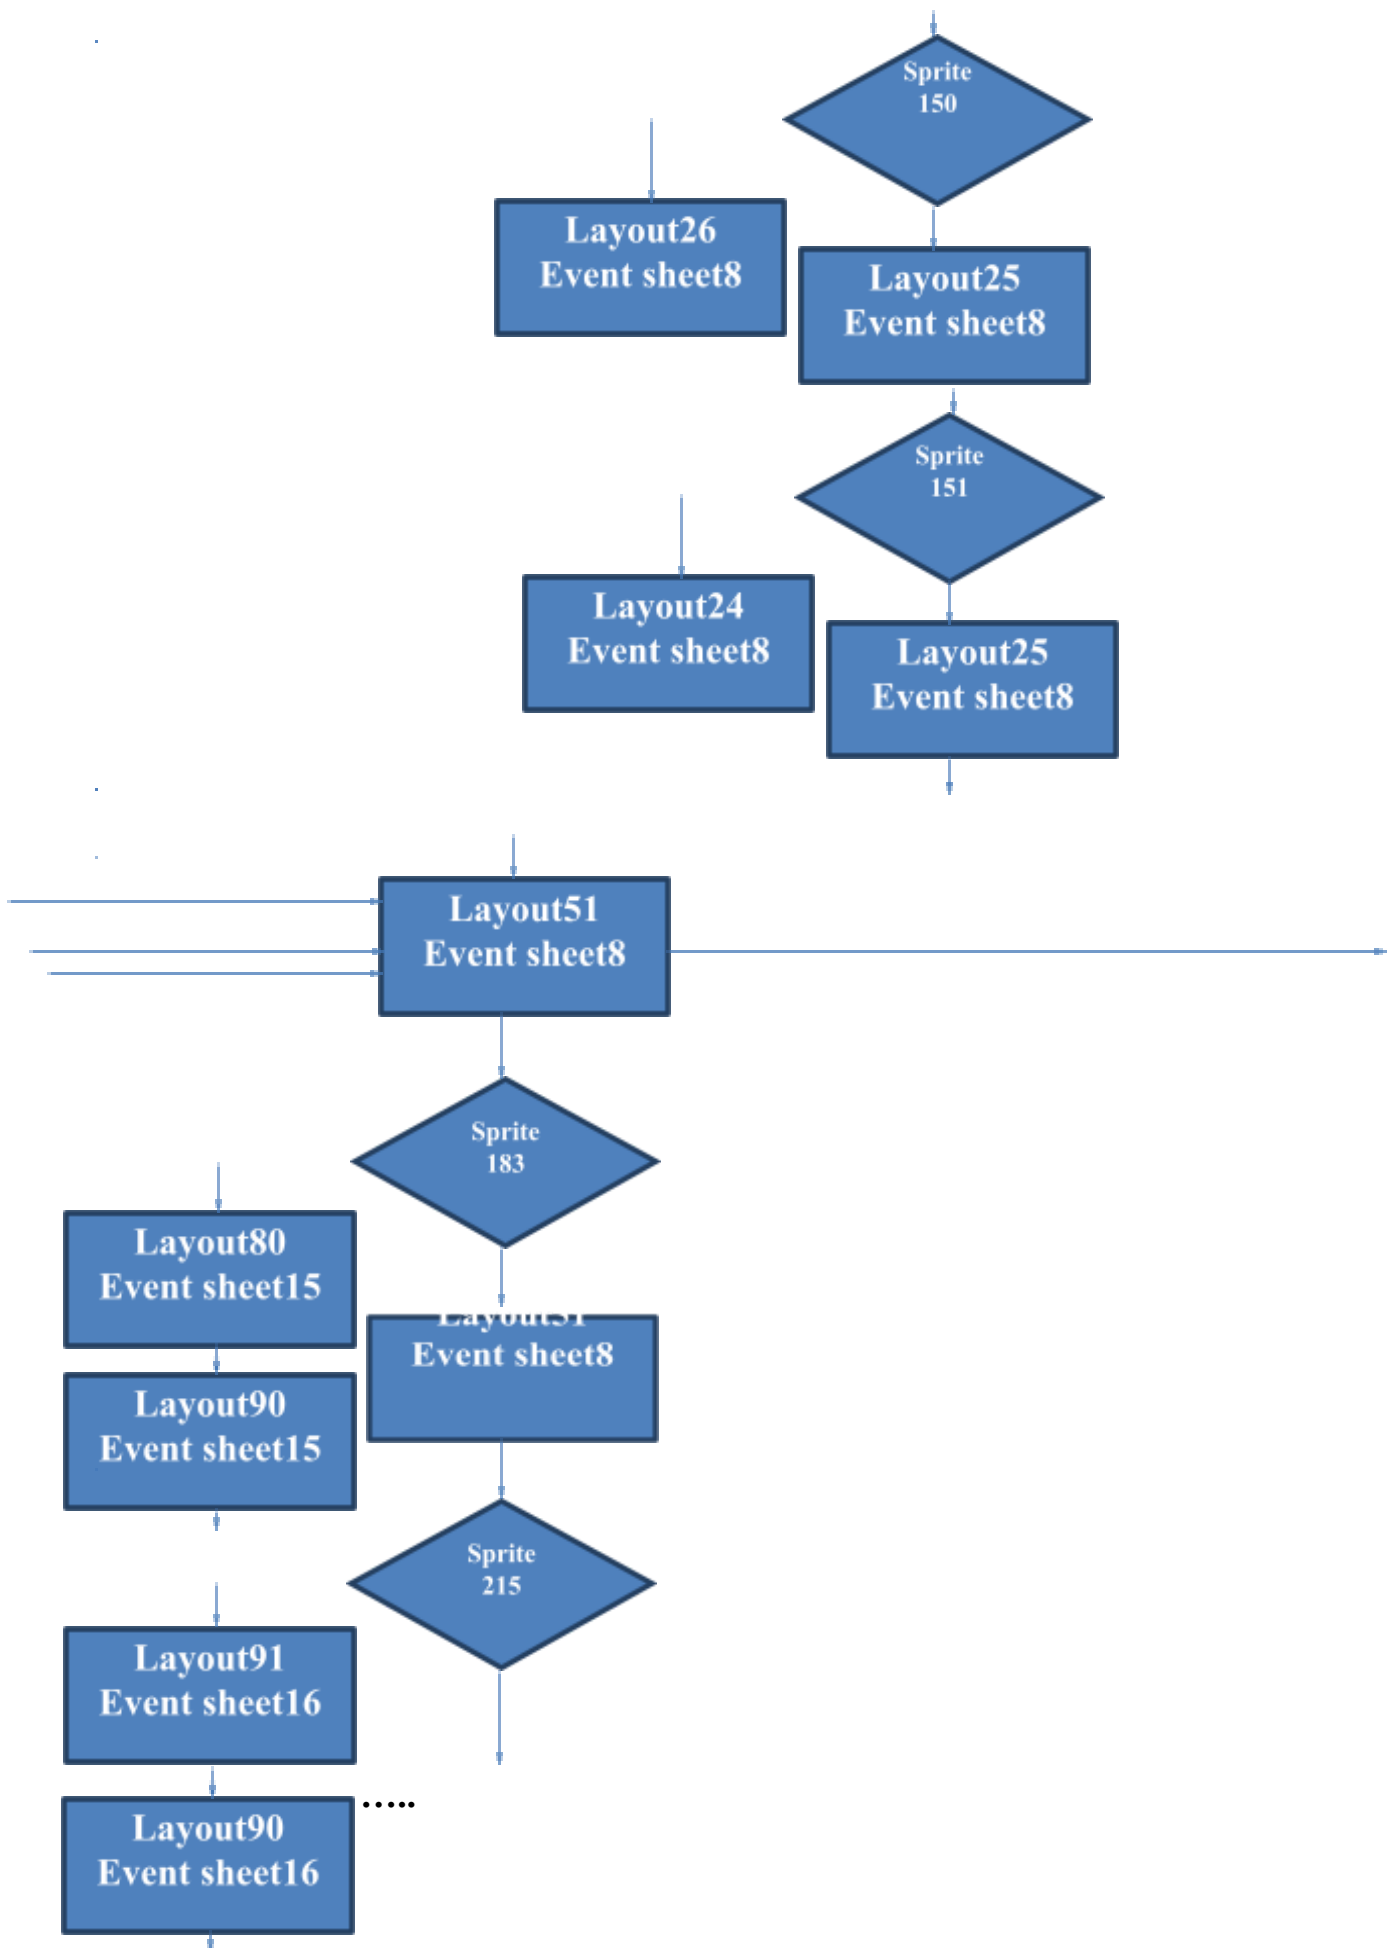 Sprite
150
Layout26
Event sheet8
Layout25
Event sheet8
Sprite
151
Layout24
Event sheet8
Layout25
Event sheet8
Layout51
Event sheet8
Sprite
183
Layout80
Event sheet15
Layout51
Event sheet8
Layout90
Event sheet15
Sprite
215
Layout91
Event sheet16
.....
Layout90
Event sheet16